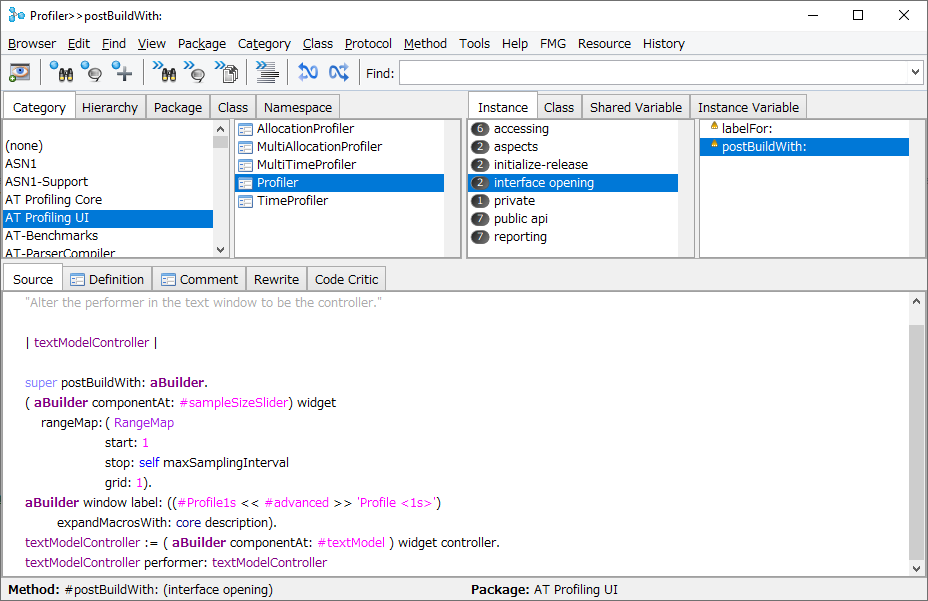 Profiler>>postBuildWith:
Browser Edit Find View Package Category Class Protocol Method Tools Help FMG Resource History
Find:
Category Hierarchy Package Class Namespace
(none)
ASN1
ASN1-Support
AT Profiling Core
AT Profiling UI
AT-Benchmarks
AT-ParserCompiler
AllocationProfiler
MultiAllocationProfiler
MultiTimeProfiler
Profiler
TimeProfiler
Instance Class Shared Variable Instance Variable
6 accessing
2 aspects
2 initialize-release
2 interface opening
1 private
7 public api
7 reporting
labelFor:
postBuildWith:
Source Definition Comment Rewrite Code Critic
"Alter the performer in the text window to be the controller."
| textModelController |
super postBuildWith: aBuilder.
( aBuilder componentAt: #sampleSizeSlider) widget
rangeMap: ( RangeMap
start: 1
stop: self maxSamplingInterval
grid: 1).
aBuilder window label: ((#Profile1s << #advanced >> 'Profile <1s>')
expandMacrosWith: core description).
textModelController := ( aBuilder componentAt: #textModel ) widget controller.
textModelController performer: textModelController
Method: #postBuildWith: (interface opening)
Package: AT Profiling UI